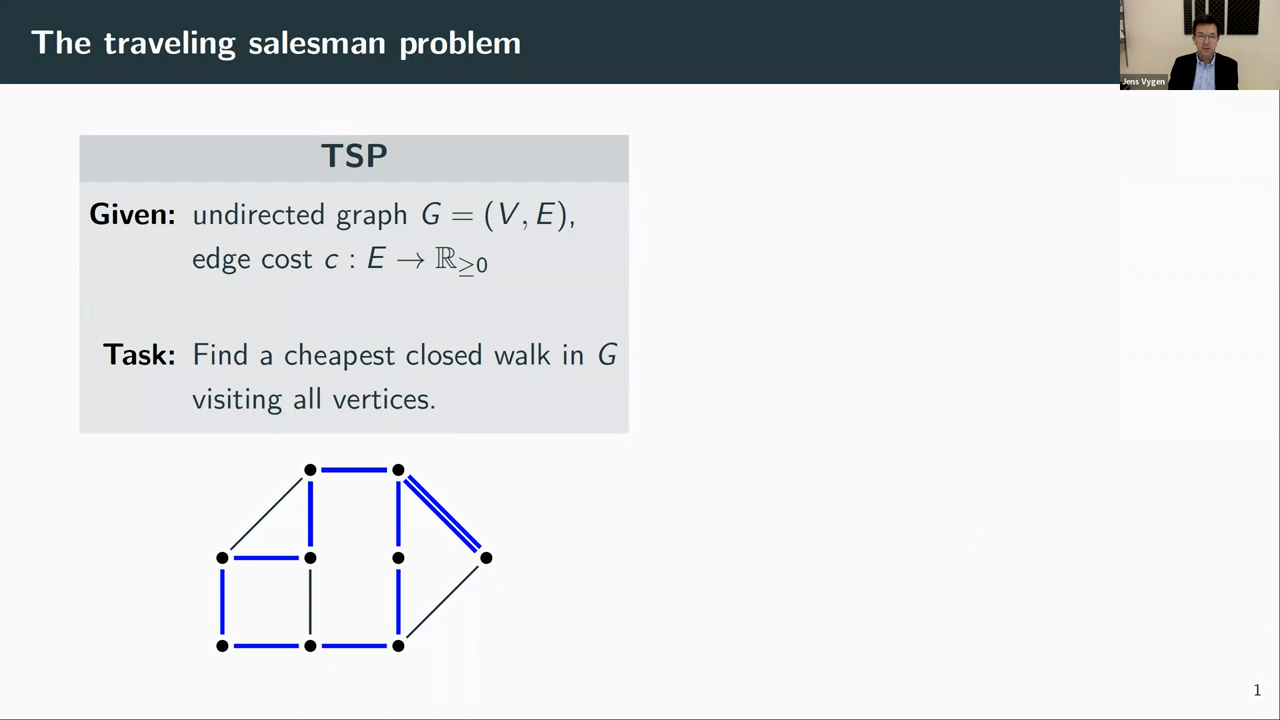 The traveling salesman problem
Jens Vygen
TSP
Given: undirected graph G = (V, E),
edge cost c : E → ℝ≥0
Task: Find a cheapest closed walk in G
visiting all vertices.
1